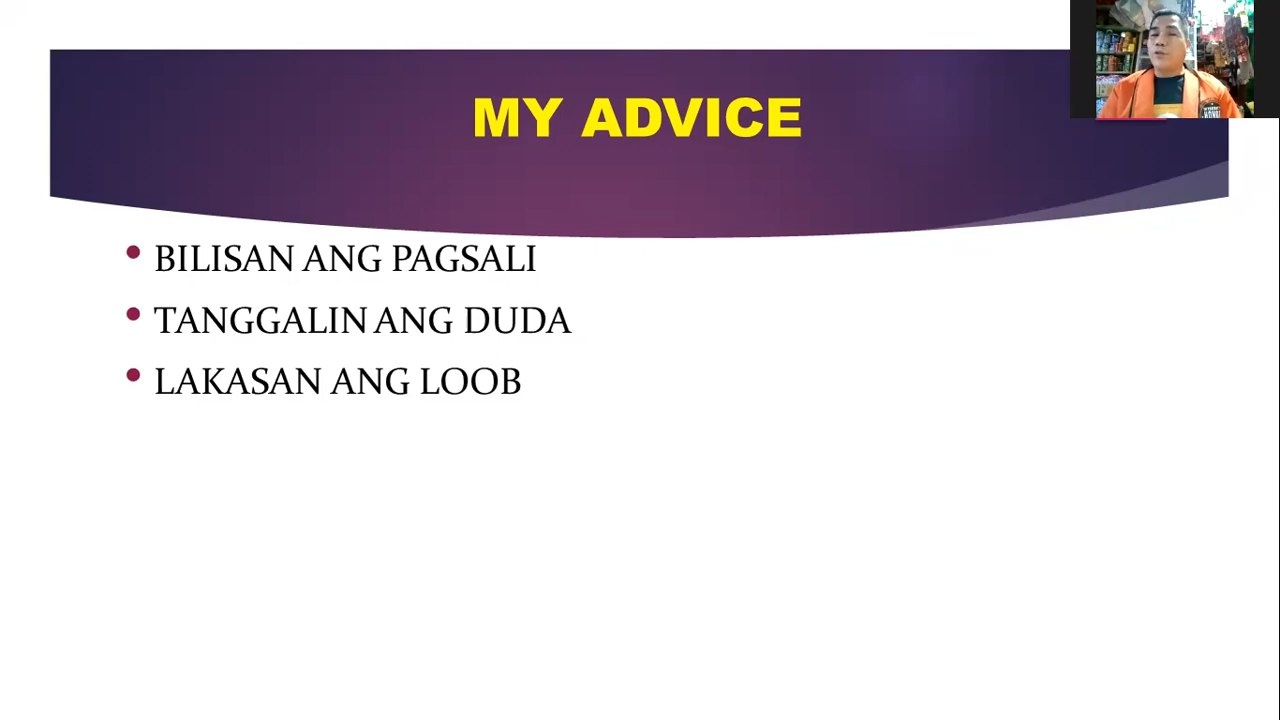 MY ADVICE
• BILISAN ANG PAGSALI
• TANGGALIN ANG DUDA
• LAKASAN ANG LOOB